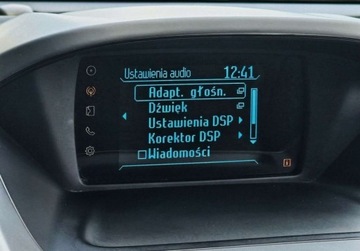 Ustawienia audio 12:41
Adapt. głośn.
Dźwięk
Ustawienia DSP
Korektor DSP
Wiadomości